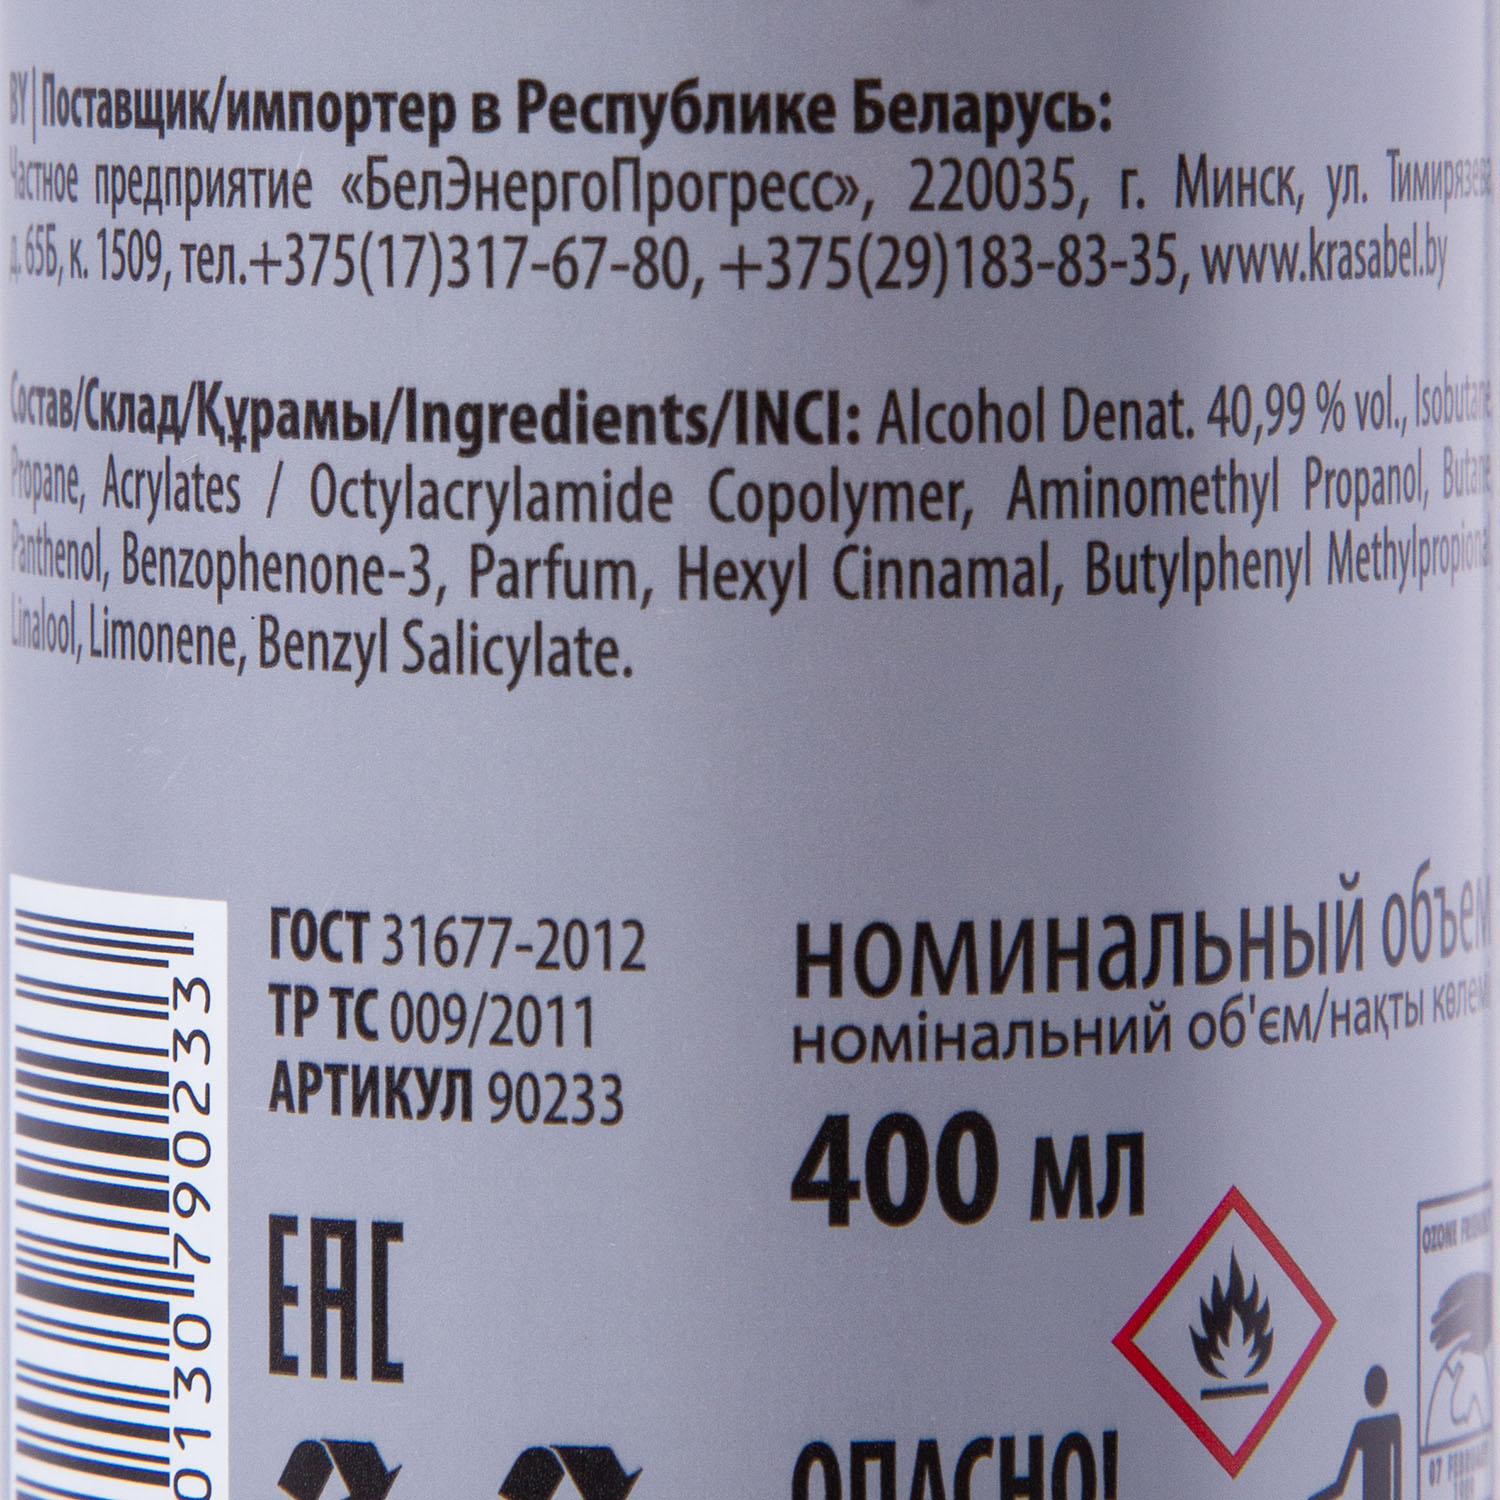 BY | Поставщик/импортер в Республике Беларусь:
Частное предприятие «БелЭнергоПрогресс», 220035, г. Минск, ул. Тимирязева
д. 65Б, к. 1509, тел.+375(17)317-67-80, +375(29)183-83-35, www.krasabel.by
Состав/Склад/Құрамы/Ingredients/INCI: Alcohol Denat. 40,99 % vol., Isobutane
Propane, Acrylates / Octylacrylamide Copolymer, Aminomethyl Propanol, Butane
Panthenol, Benzophenone-3, Parfum, Hexyl Cinnamal, Butylphenyl Methylpropional
Linalool, Limonene, Benzyl Salicylate.
ГОСТ 31677-2012
ТР ТС 009/2011
АРТИКУЛ 90233
номинальный объем
номінальний об'єм/нақты көлем
400 мл
EAC
ОПАСНО!
0130790233
OZONE
07